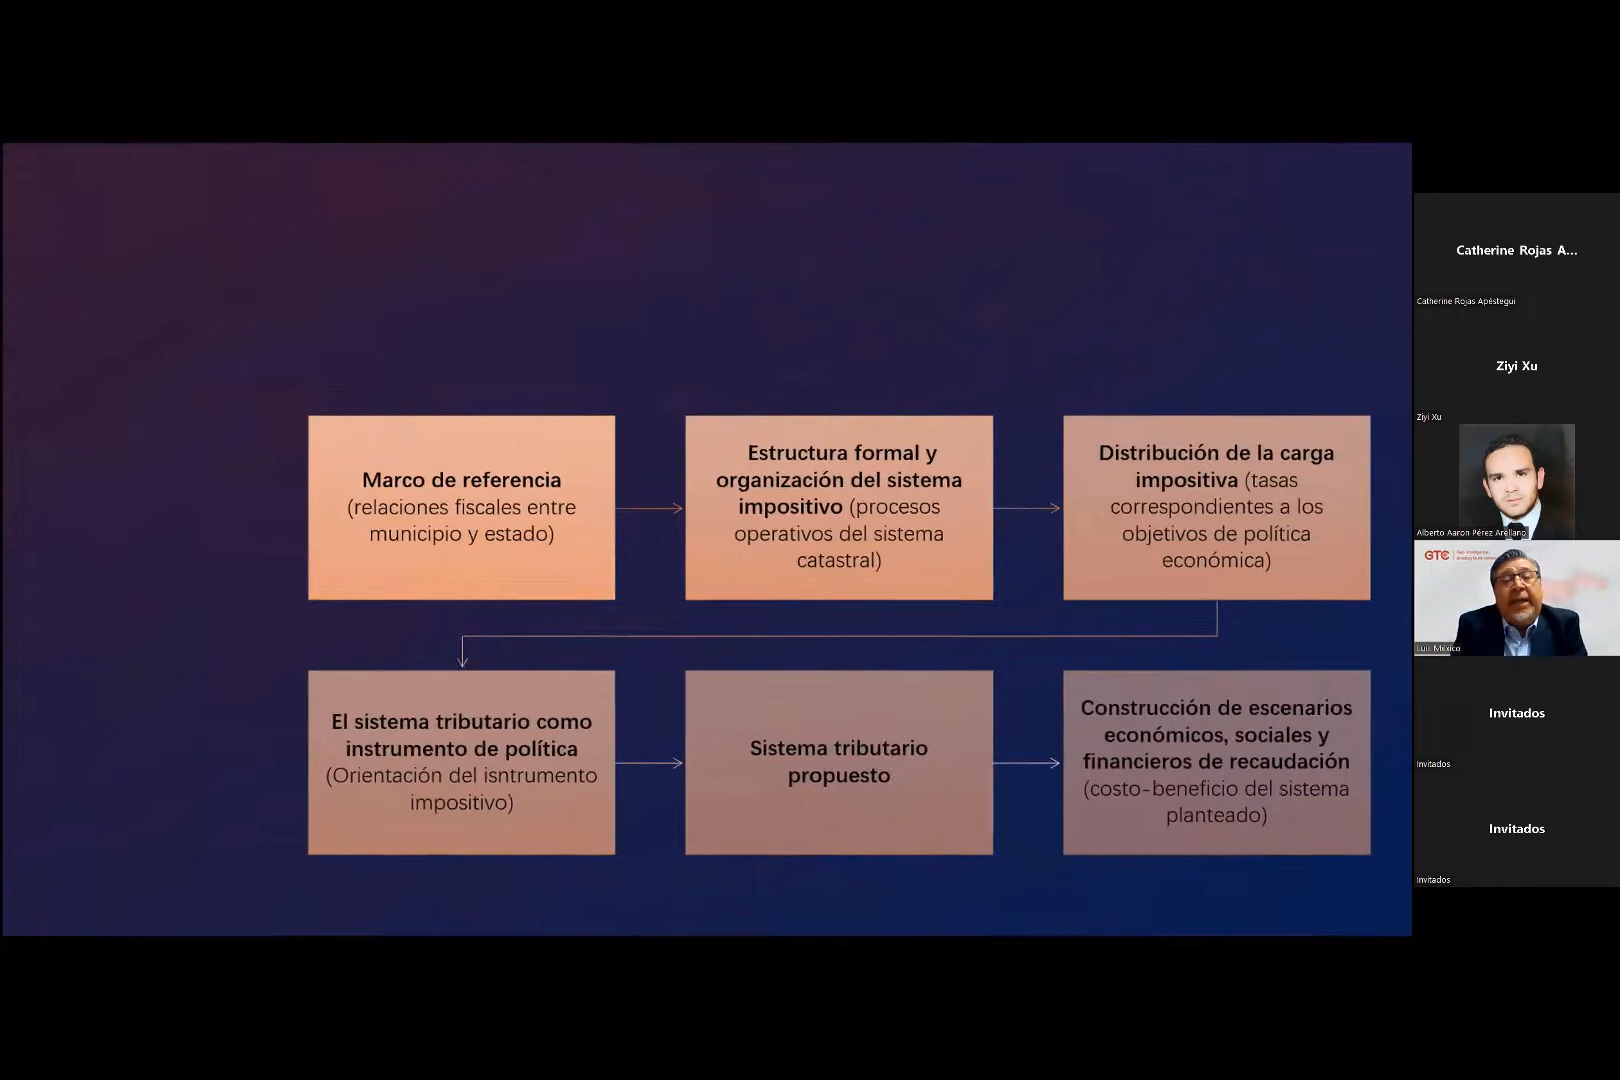 Marco de referencia
(relaciones fiscales entre
municipio y estado)
Estructura formal y
organización del sistema
impositivo (procesos
operativos del sistema
catastral)
Distribución de la carga
impositiva (tasas
correspondientes a los
objetivos de política
económica)
El sistema tributario como
instrumento de política
(Orientación del isntrumento
impositivo)
Sistema tributario
propuesto
Construcción de escenarios
económicos, sociales y
financieros de recaudación
(costo-beneficio del sistema
planteado)
Catherine Rojas A...
Catherine Rojas Apéstegui
Ziyi Xu
Ziyi Xu
Alberto Aaron Pérez Arellano
GTC
Luis México
Invitados
Invitados
Invitados
Invitados